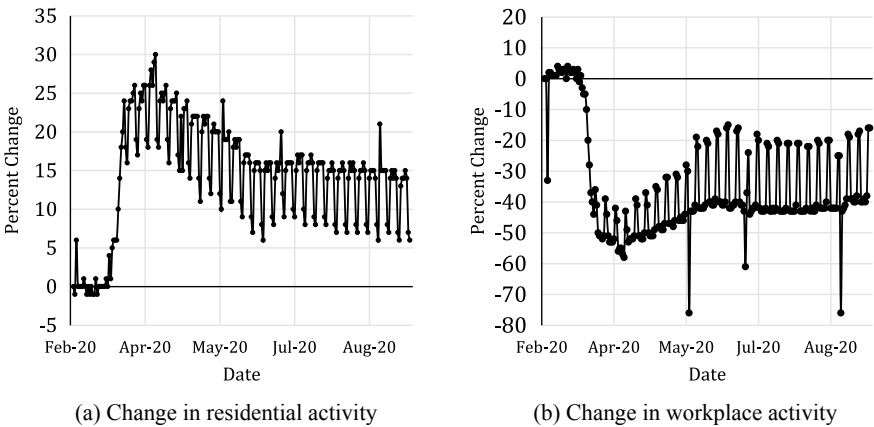 35
30
25
20
15
10
5
0
-5
Percent Change
Feb-20 Apr-20 May-20 Jul-20 Aug-20
Date
(a) Change in residential activity
20
10
0
-10
-20
-30
-40
-50
-60
-70
-80
Percent Change
Feb-20 Apr-20 May-20 Jul-20 Aug-20
Date
(b) Change in workplace activity